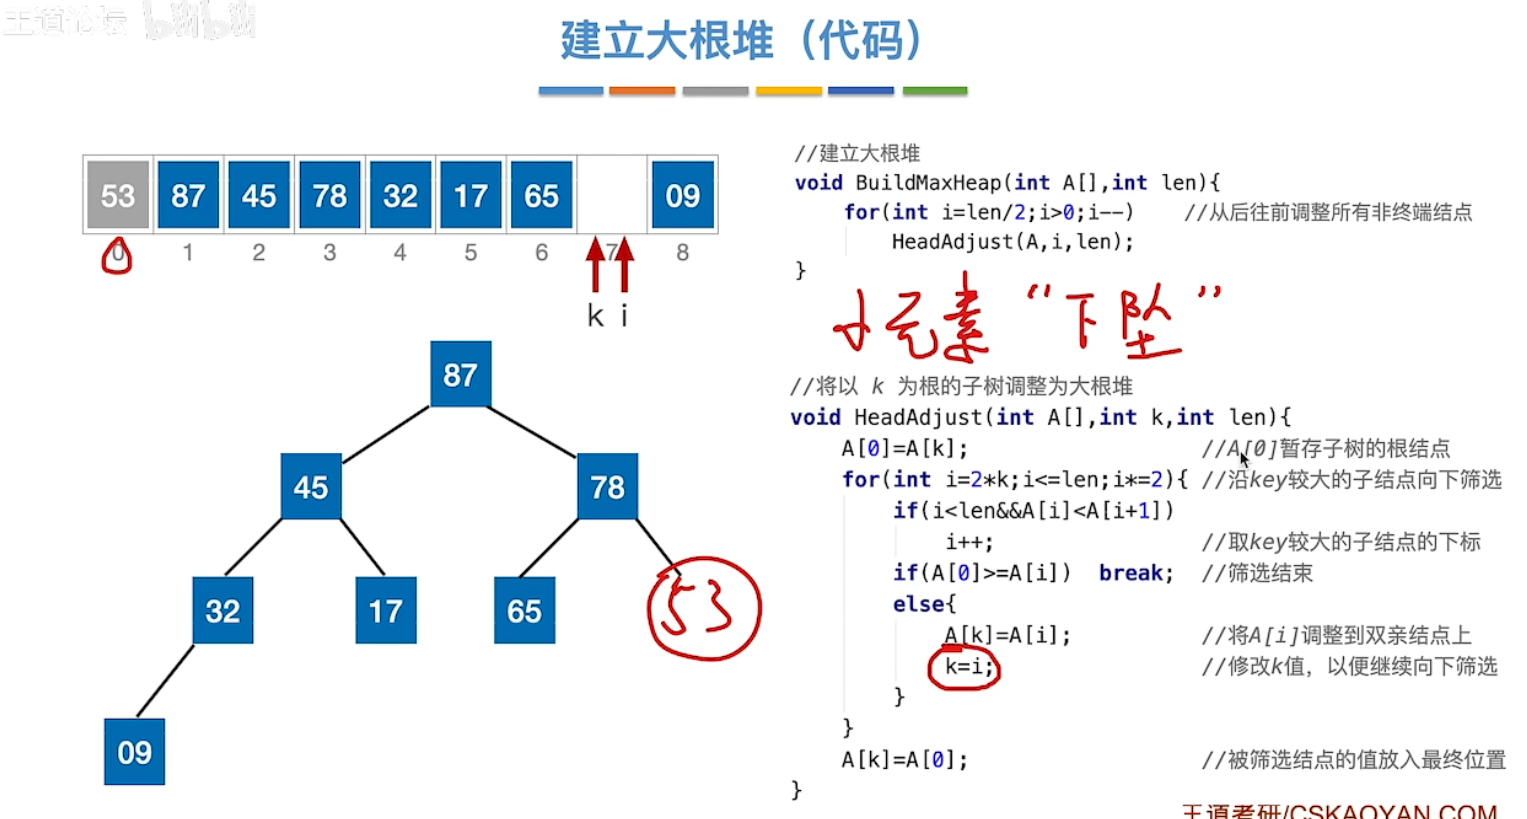 王道论坛 bilibili
建立大根堆（代码）
53 87 45 78 32 17 65 09
0 1 2 3 4 5 6 7 8
k i
87
45 78
32 17 65 53
09
//建立大根堆
void BuildMaxHeap(int A[],int len){
for(int i=len/2;i>0;i--) //从后往前调整所有非终端结点
HeadAdjust(A,i,len);
}
小元素“下坠”
//将以 k 为根的子树调整为大根堆
void HeadAdjust(int A[],int k,int len){
A[0]=A[k]; //A[0]暂存子树的根结点
for(int i=2*k;i<=len;i*=2){ //沿key较大的子结点向下筛选
if(i<len&&A[i]<A[i+1])
i++; //取key较大的子结点的下标
if(A[0]>=A[i]) break; //筛选结束
else{
A[k]=A[i]; //将A[i]调整到双亲结点上
k=i; //修改k值，以便继续向下筛选
}
}
A[k]=A[0]; //被筛选结点的值放入最终位置
}
王道考研/CSKAOYAN.COM